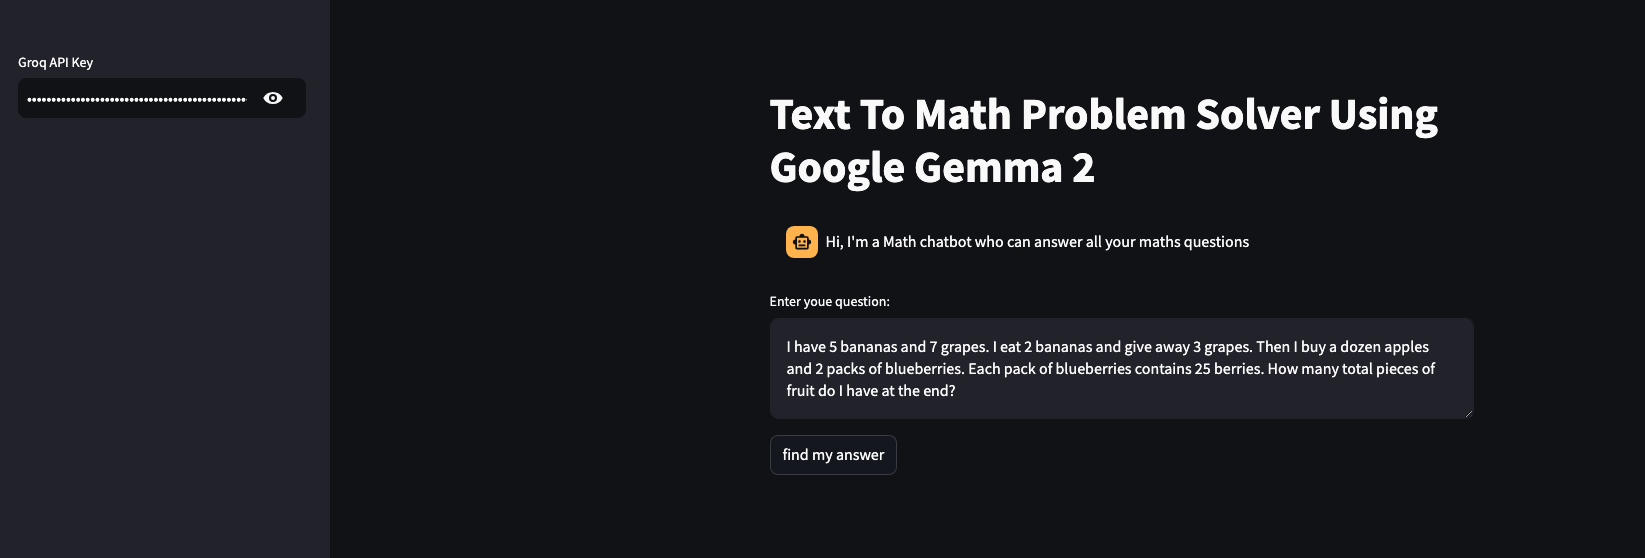 Groq API Key
Text To Math Problem Solver Using
Google Gemma 2
Hi, I'm a Math chatbot who can answer all your maths questions
Enter youe question:
I have 5 bananas and 7 grapes. I eat 2 bananas and give away 3 grapes. Then I buy a dozen apples
and 2 packs of blueberries. Each pack of blueberries contains 25 berries. How many total pieces of
fruit do I have at the end?
find my answer